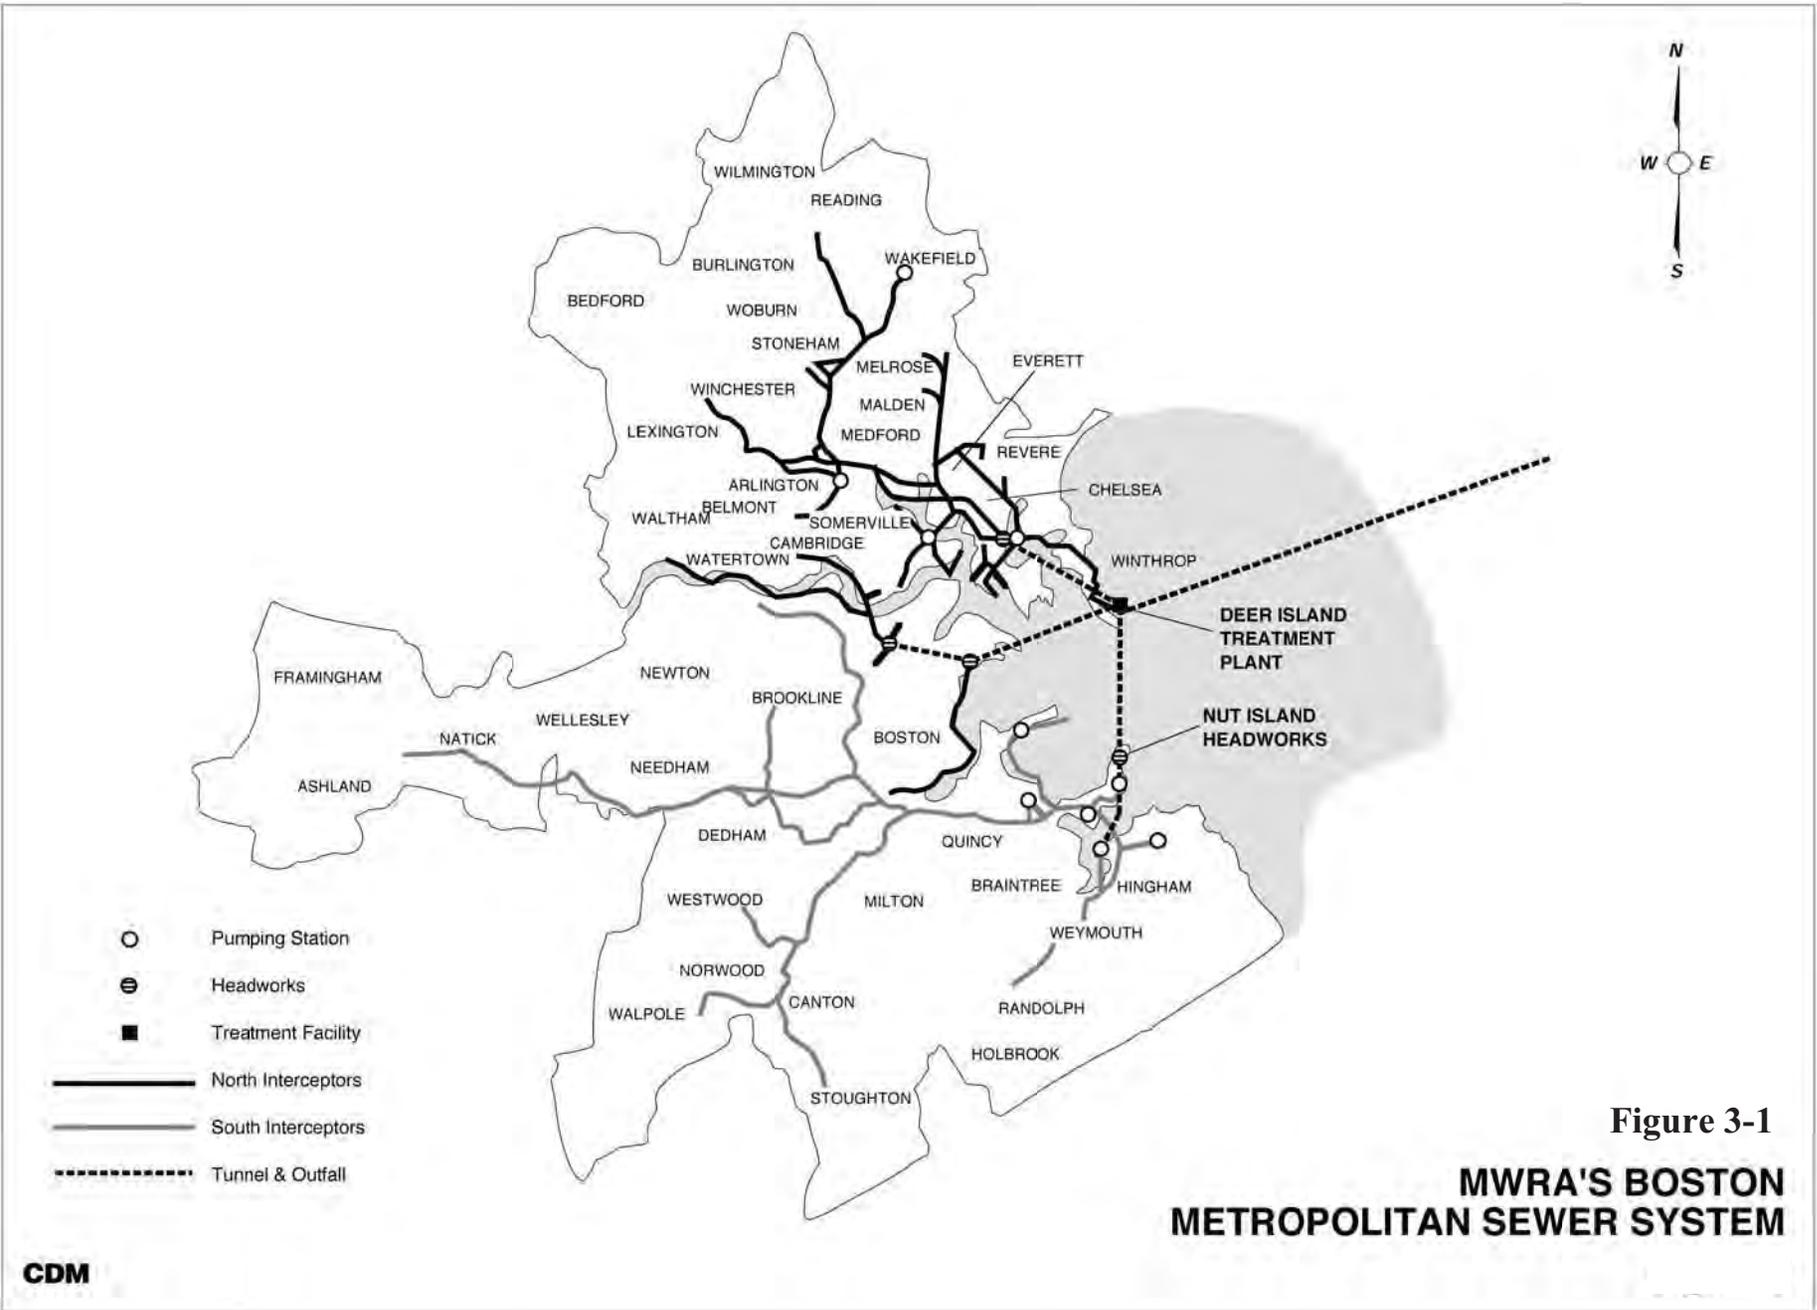 N
W E
S
WILMINGTON
READING
BURLINGTON
WAKEFIELD
BEDFORD
WOBURN
STONEHAM
MELROSE
EVERETT
WINCHESTER
MALDEN
LEXINGTON
MEDFORD
REVERE
ARLINGTON
CHELSEA
BELMONT
WALTHAM
SOMERVILLE
CAMBRIDGE
WATERTOWN
WINTHROP
DEER ISLAND
TREATMENT
PLANT
FRAMINGHAM
NEWTON
BROOKLINE
WELLESLEY
NUT ISLAND
HEADWORKS
NATICK
BOSTON
NEEDHAM
ASHLAND
DEDHAM
QUINCY
BRAINTREE
HINGHAM
WESTWOOD
MILTON
WEYMOUTH
NORWOOD
CANTON
WALPOLE
RANDOLPH
HOLBROOK
STOUGHTON
Pumping Station
Headworks
Treatment Facility
North Interceptors
South Interceptors
Tunnel & Outfall
Figure 3-1
MWRA'S BOSTON
METROPOLITAN SEWER SYSTEM
CDM